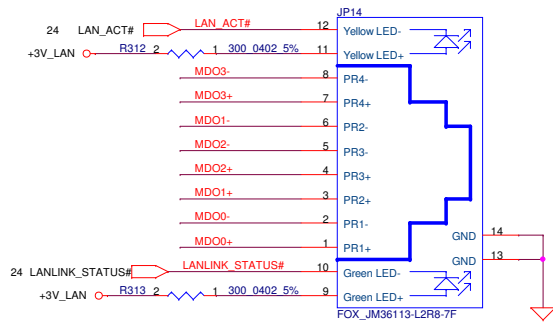 JP14
24 LAN_ACT# LAN_ACT# 12 Yellow LED-
+3V_LAN R312 2 1 300_0402_5% 11 Yellow LED+
MDO3- 8 PR4-
MDO3+ 7 PR4+
MDO1- 6 PR2-
MDO2- 5 PR3-
MDO2+ 4 PR3+
MDO1+ 3 PR2+
MDO0- 2 PR1-
GND 14
MDO0+ 1 PR1+
GND 13
24 LANLINK_STATUS# LANLINK_STATUS# 10 Green LED-
+3V_LAN R313 2 1 300_0402_5% 9 Green LED+
FOX_JM36113-L2R8-7F